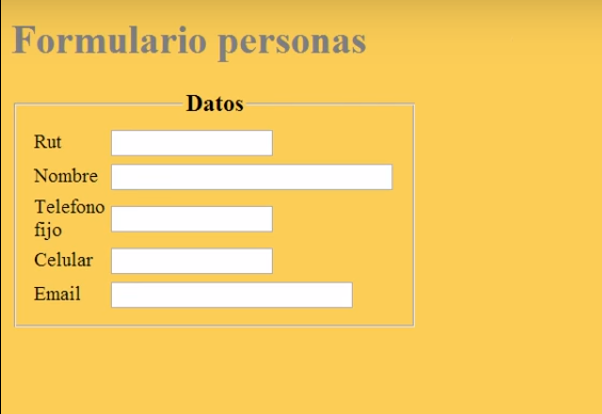 Formulario personas
Datos
Rut
Nombre
Telefono
fijo
Celular
Email